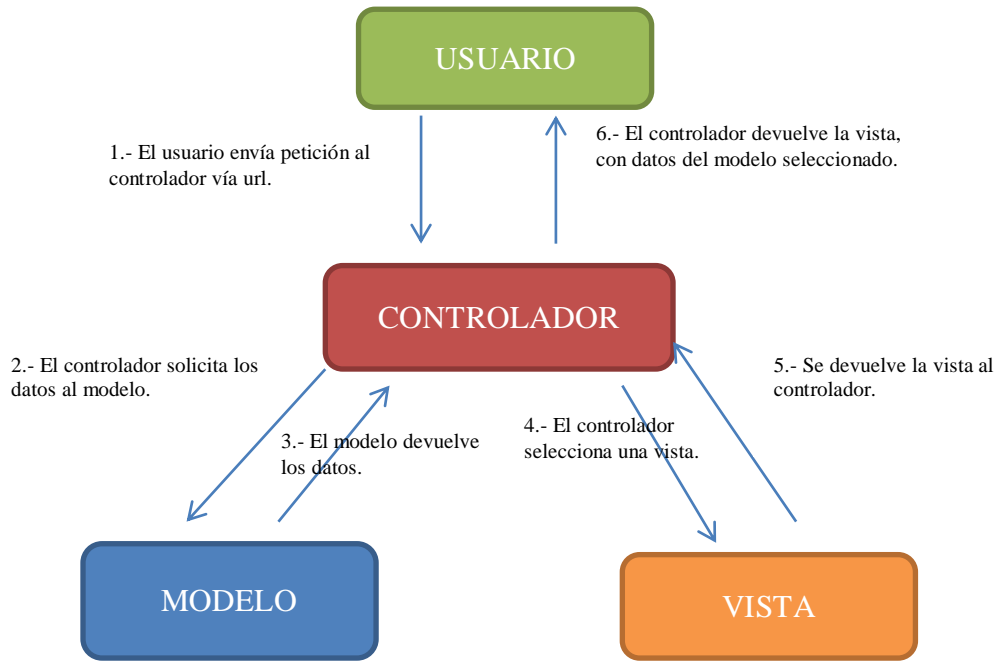 USUARIO
1.- El usuario envía petición al
controlador vía url.
6.- El controlador devuelve la vista,
con datos del modelo seleccionado.
CONTROLADOR
2.- El controlador solicita los
datos al modelo.
3.- El modelo devuelve
los datos.
4.- El controlador
selecciona una vista.
5.- Se devuelve la vista al
controlador.
MODELO
VISTA